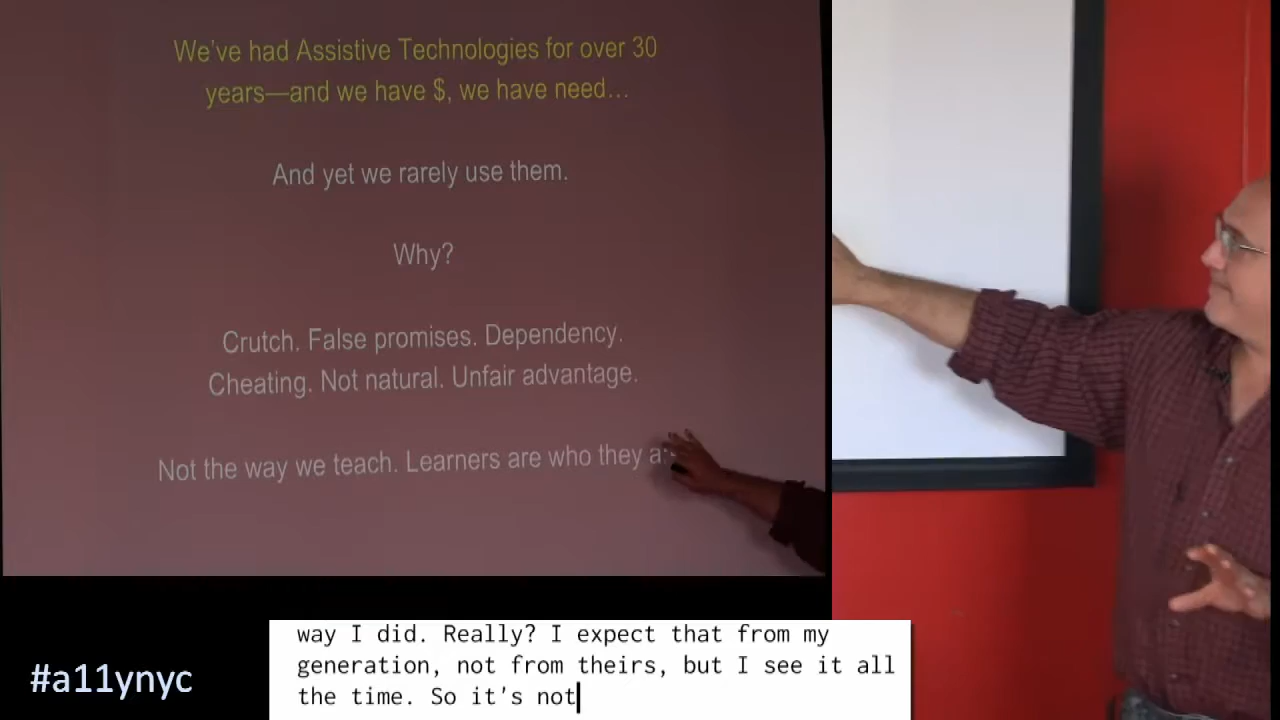 We've had Assistive Technologies for over 30
years—and we have $, we have need…
And yet we rarely use them.
Why?
Crutch. False promises. Dependency.
Cheating. Not natural. Unfair advantage.
Not the way we teach. Learners are who they
way I did. Really? I expect that from my
generation, not from theirs, but I see it all
the time. So it's not
#a11ynyc